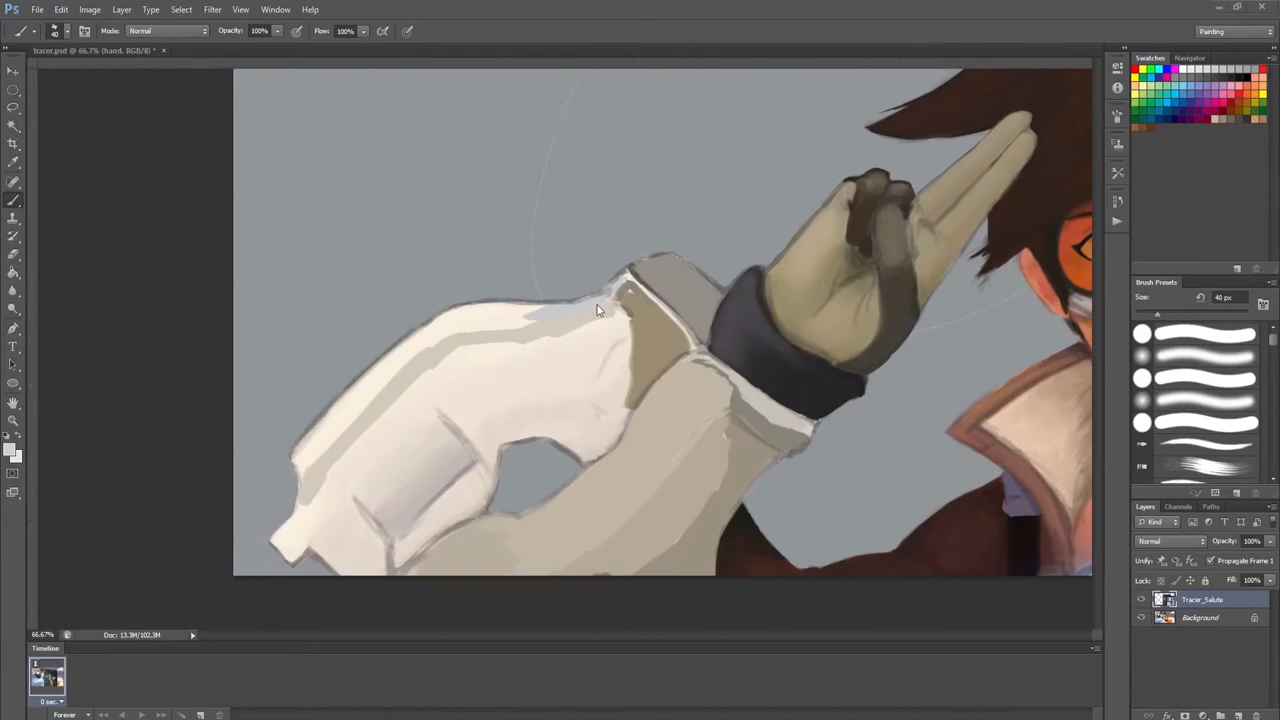 Ps File Edit Image Layer Type Select Filter View Window Help
40 Mode: Normal Opacity: 100% Flow: 100% Painting
tracer.psd @ 66.7% (hand, RGB/8) * ×
Swatches Navigator
Brush Presets
Size: 40 px
Layers Channels Paths
Kind
Normal Opacity: 100%
Unify: Propagate Frame 1
Lock: Fill: 100%
Tracer_Salute
Background
66.67% Doc: 13.3M/102.3M
Timeline
1
0 sec.
Forever